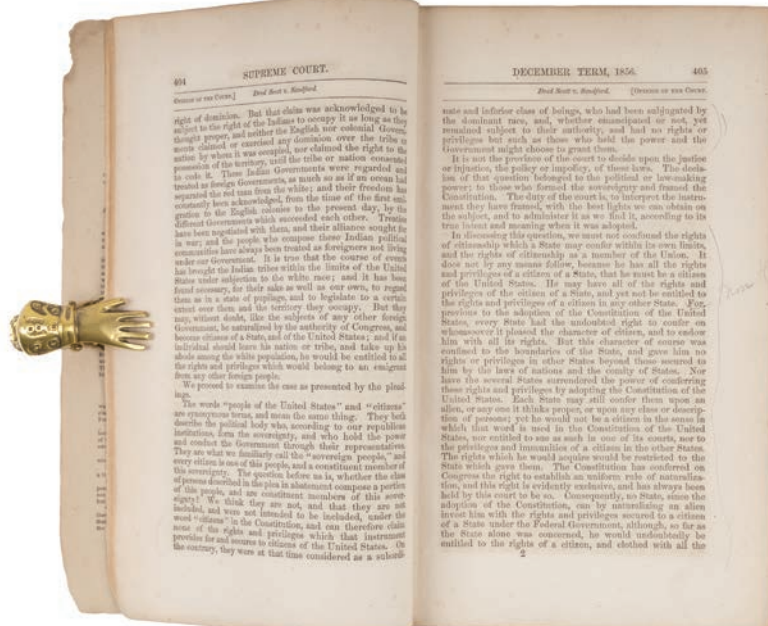 404
SUPREME COURT.
OPINION OF THE COURT.]
Dred Scott v. Sandford.
right of dominion. But that claim was acknowledged to be
subject to the right of the Indians to occupy it as long as they
thought proper, and neither the English nor colonial Govern-
ments claimed or exercised any dominion over the tribe or
nation by whom it was occupied, nor claimed the right to the
possession of the territory, until the tribe or nation consented
to cede it. These Indian Governments were regarded and
treated as foreign Governments, as much so as if an ocean had
separated the red man from the white; and their freedom has
constantly been acknowledged, from the time of the first emi-
gration to the English colonies to the present day, by the
different Governments which succeeded each other. Treaties
have been negotiated with them, and their alliance sought for
in war; and the people who compose these Indian political
communities have always been treated as foreigners not living
under our Government. It is true that the course of events
has brought the Indian tribes within the limits of the United
States under subjection to the white race; and it has been
found necessary, for their sake as well as our own, to regard
them as in a state of pupilage, and to legislate to a certain
extent over them and the territory they occupy. But they
may, without doubt, like the subjects of any other foreign
Government, be naturalized by the authority of Congress, and
become citizens of a State, and of the United States; and if an
individual should leave his nation or tribe, and take up his
abode among the white population, he would be entitled to all
the rights and privileges which would belong to an emigrant
from any other foreign people.
We proceed to examine the case as presented by the plead-
ings.
The words "people of the United States" and "citizens"
are synonymous terms, and mean the same thing. They both
describe the political body who, according to our republican
institutions, form the sovereignty, and who hold the power
and conduct the Government through their representatives.
They are what we familiarly call the "sovereign people," and
every citizen is one of this people, and a constituent member of
this sovereignty. The question before us is, whether the class
of persons described in the plea in abatement compose a portion
of this people, and are constituent members of this sover-
eignty? We think they are not, and that they are not
included, and were not intended to be included, under the
word "citizens" in the Constitution, and can therefore claim
none of the rights and privileges which that instrument
provides for and secures to citizens of the United States. On
the contrary, they were at that time considered as a subordi-
DECEMBER TERM, 1856.
405
Dred Scott v. Sandford.
[OPINION OF THE COURT.
nate and inferior class of beings, who had been subjugated by
the dominant race, and, whether emancipated or not, yet
remained subject to their authority, and had no rights or
privileges but such as those who held the power and the
Government might choose to grant them.
It is not the province of the court to decide upon the justice
or injustice, the policy or impolicy, of these laws. The decis-
ion of that question belonged to the political or law-making
power; to those who formed the sovereignty and framed the
Constitution. The duty of the court is, to interpret the instru-
ment they have framed, with the best lights we can obtain on
the subject, and to administer it as we find it, according to its
true intent and meaning when it was adopted.
In discussing this question, we must not confound the rights
of citizenship which a State may confer within its own limits,
and the rights of citizenship as a member of the Union. It
does not by any means follow, because he has all the rights
and privileges of a citizen of a State, that he must be a citizen
of the United States. He may have all of the rights and
privileges of the citizen of a State, and yet not be entitled to
the rights and privileges of a citizen in any other State. For,
previous to the adoption of the Constitution of the United
States, every State had the undoubted right to confer on
whomsoever it pleased the character of citizen, and to endow
him with all its rights. But this character of course was
confined to the boundaries of the State, and gave him no
rights or privileges in other States beyond those secured to
him by the laws of nations and the comity of States. Nor
have the several States surrendered the power of conferring
these rights and privileges by adopting the Constitution of the
United States. Each State may still confer them upon an
alien, or any one it thinks proper, or upon any class or descrip-
tion of persons; yet he would not be a citizen in the sense in
which that word is used in the Constitution of the United
States, nor entitled to sue as such in one of its courts, nor to
the privileges and immunities of a citizen in the other States.
The rights which he would acquire would be restricted to the
State which gave them. The Constitution has conferred on
Congress the right to establish an uniform rule of naturaliza-
tion, and this right is evidently exclusive, and has always been
held by this court to be so. Consequently, no State, since the
adoption of the Constitution, can by naturalizing an alien
invest him with the rights and privileges secured to a citizen
of a State under the Federal Government, although, so far as
the State alone was concerned, he would undoubtedly be
entitled to the rights of a citizen, and clothed with all the
2